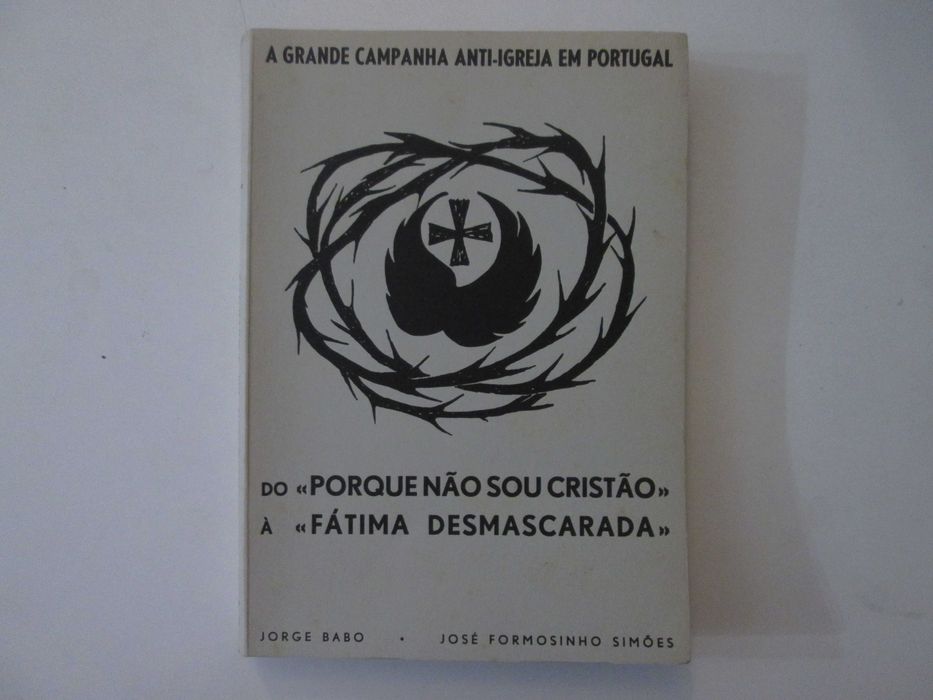 A GRANDE CAMPANHA ANTI-IGREJA EM PORTUGAL
DO «PORQUE NÃO SOU CRISTÃO»
À «FÁTIMA DESMASCARADA»
JORGE BABO • JOSÉ FORMOSINHO SIMÕES